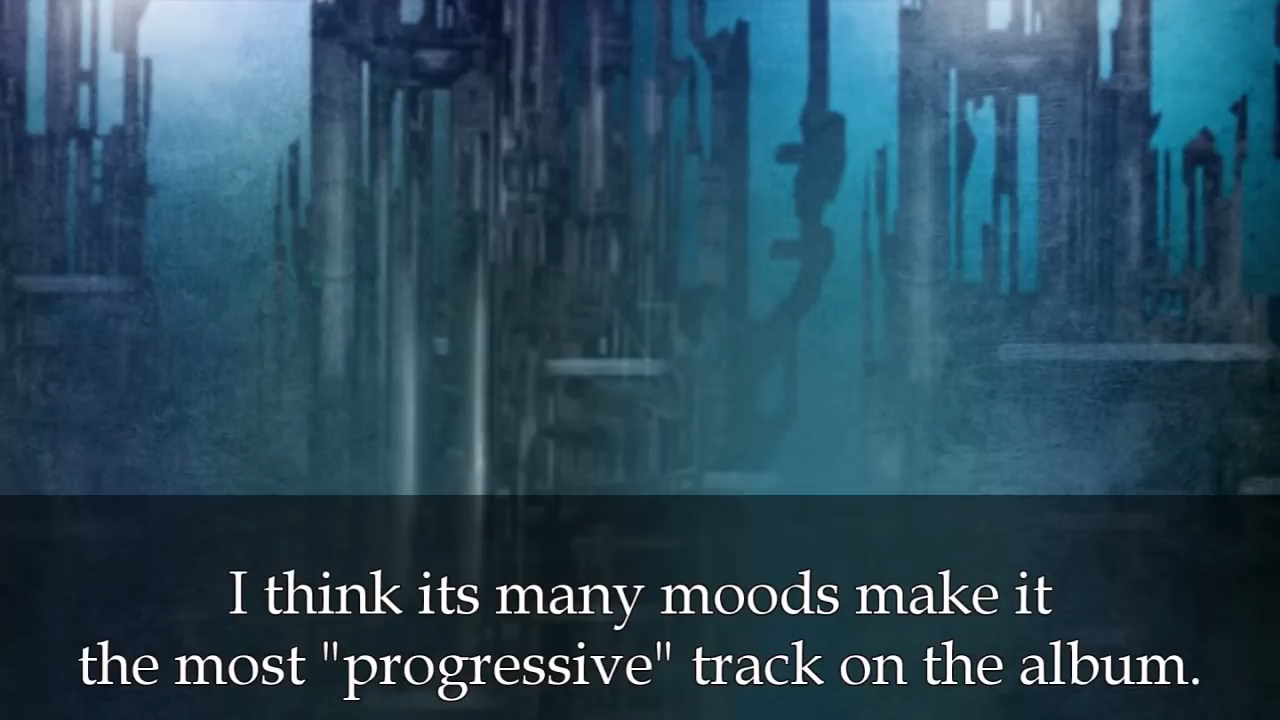 I think its many moods make it
the most "progressive" track on the album.